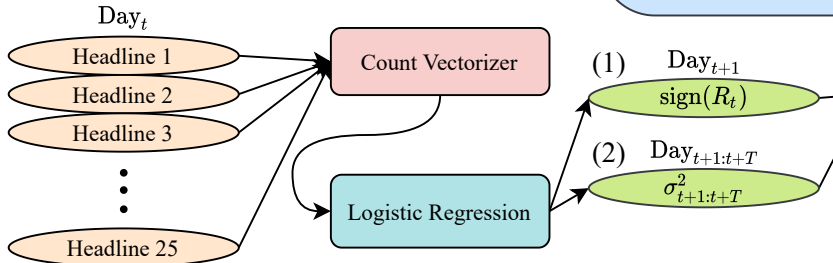 Day_t
Headline 1
Headline 2
Headline 3
Headline 25
Count Vectorizer
Logistic Regression
(1) Day_{t+1}
sign(R_t)
(2) Day_{t+1:t+T}
σ²_{t+1:t+T}